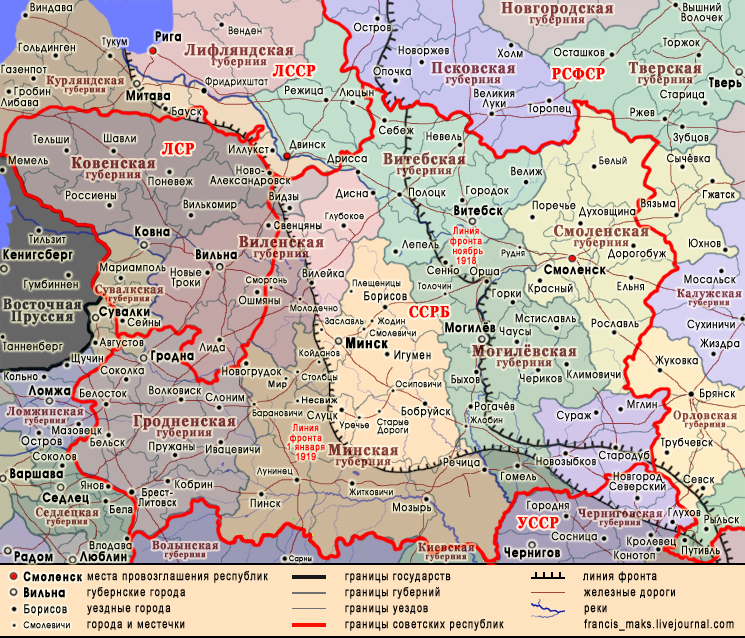 Виндава
Новгородская
губерния
Вышний
Волочек
Остров
Рига
Венден
Гольдинген
Тукум
Лифляндская
губерния
Новоржев
Холм
Осташков
Торжок
Газенпот
ЛССР
Опочка
Псковская
губерния
РСФСР
Тверская
губерния
Тверь
Курляндская
губерния
Гробин
Либава
Митава
Фридрихштат
Режица
Люцын
Великия
Луки
Торопец
Старица
Ржев
Бауск
Себеж
Зубцов
Тельши
Шавли
ЛСР
Иллукст
Двинск
Невель
Мемель
Ковенская
губерния
Дрисса
Витебская
губерния
Белый
Сычёвка
Поневеж
Ново-
Александровск
Велиж
Гжатск
Россиены
Вилькомир
Видзы
Дисна
Полоцк
Городок
Поречье
Духовщина
Вязьма
Свенцяны
Глубокое
Витебск
Тильзит
Ковна
Виленская
губерния
Линия
фронта
ноябрь
1918
Смоленская
губерния
Юхнов
Кенигсберг
Вильна
Лепель
Рудня
Дорогобуж
Мариамполь
Новые
Троки
Сморгонь
Вилейка
Сенно
Орша
Смоленск
Гумбиннен
Сувалкская
губерния
Ошмяны
Плещеницы
Борисов
Толочин
Горки
Красный
Ельня
Мосальск
Калужская
губерния
Восточная
Пруссия
Сувалки
Сейны
Молодечно
Заславль
Жодин
Смолевичи
ССРБ
Могилёв
Мстиславль
Чаусы
Рославль
Сухиничи
Танненберг
Августов
Лида
Минск
Игумен
Могилёвская
губерния
Жиздра
Щучин
Гродна
Койданов
Кольно
Соколка
Новогрудок
Мир
Столбцы
Осиповичи
Быхов
Чериков
Климовичи
Жуковка
Ломжа
Белосток
Волковиск
Слоним
Несвиж
Барановичи
Слуцк
Бобруйск
Рогачёв
Мглин
Брянск
Ломжинская
губерния
Мазовецк
Гродненская
губерния
Уречье
Старые
Дороги
Жлобин
Сураж
Орловская
губерния
Остров
Бельск
Пружаны
Ивацевичи
Линия
фронта
1 января
1919
Минская
губерния
Соколов
Речица
Новозыбков
Стародуб
Трубчевск
Варшава
Лунинец
Гомель
Новгород
Северский
Севск
Седлец
Янов
Кобрин
Житковичи
Седлецкая
губерния
Бела
Брест-
Литовск
Пинск
Мозырь
Городня
Черниговская
губерния
Глухов
Рыльск
УССР
Сосница
Влодава
Волынская
губерния
Киевская
губерния
Кролевец
Радом
Люблин
Сарны
Чернигов
Конотоп
Путивль
Смоленск места провозглашения республик
границы государств
линия фронта
Вильна губернские города
границы губерний
железные дороги
Борисов уездные города
границы уездов
реки
Смолевичи города и местечки
границы советских республик
francis_maks.livejournal.com